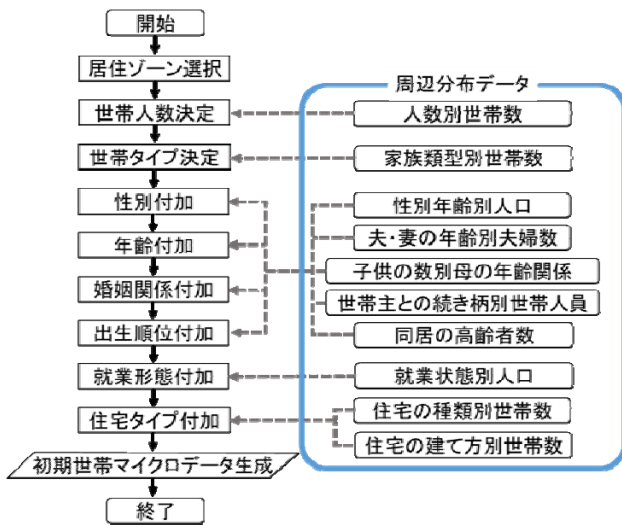 開始
居住ゾーン選択
世帯人数決定
世帯タイプ決定
性別付加
年齢付加
婚姻関係付加
出生順位付加
就業形態付加
住宅タイプ付加
初期世帯マイクロデータ生成
終了
周辺分布データ
人数別世帯数
家族類型別世帯数
性別年齢別人口
夫・妻の年齢別夫婦数
子供の数別母の年齢関係
世帯主との続き柄別世帯人員
同居の高齢者数
就業状態別人口
住宅の種類別世帯数
住宅の建て方別世帯数